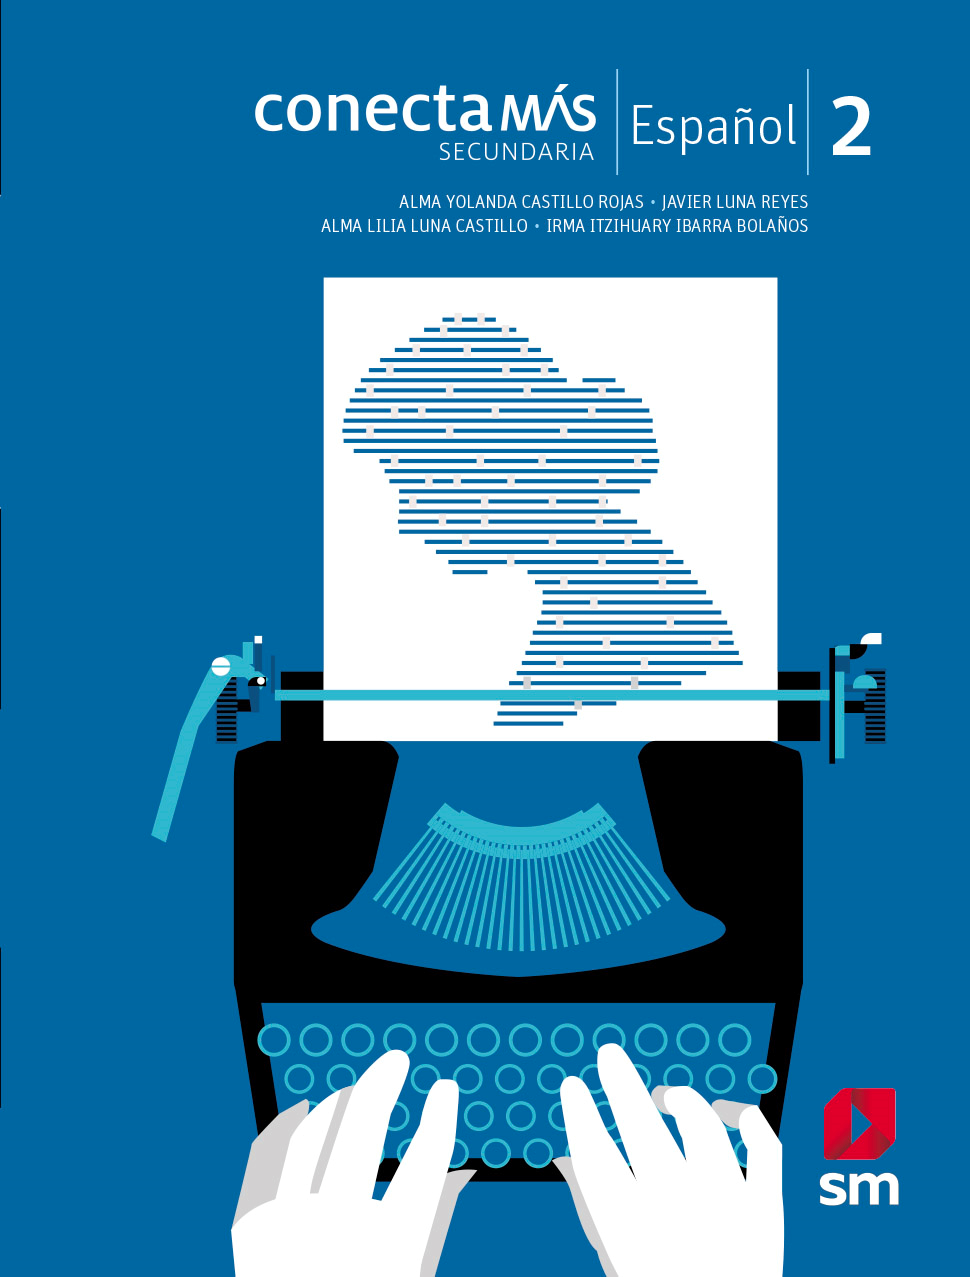 conecta MÁS
SECUNDARIA
Español
2
ALMA YOLANDA CASTILLO ROJAS • JAVIER LUNA REYES
ALMA LILIA LUNA CASTILLO • IRMA ITZIHUARY IBARRA BOLAÑOS
sm